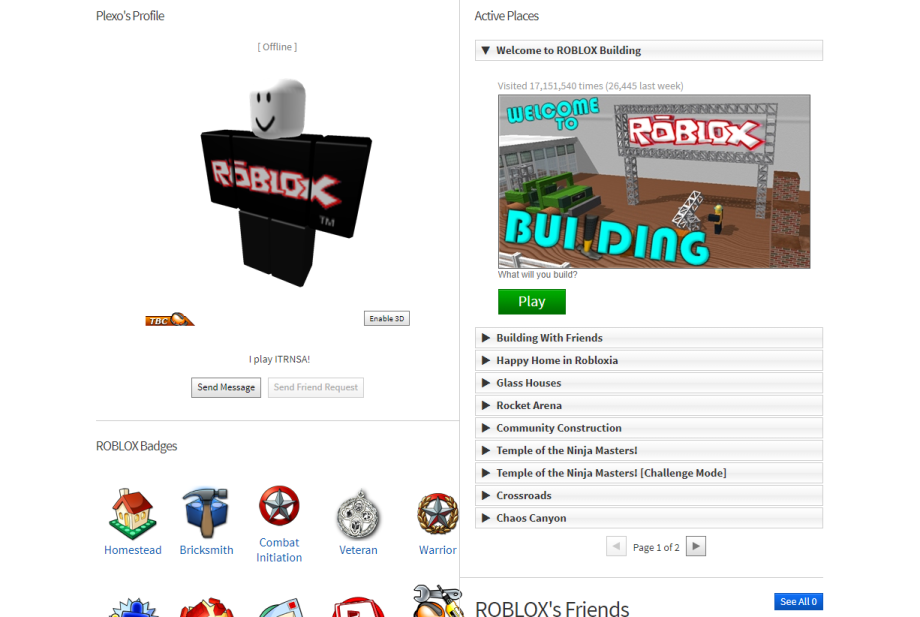 Plexo's Profile
[ Offline ]
ROBLOX
TM
TBC
Enable 3D
I play ITRNSA!
Send Message
Send Friend Request
ROBLOX Badges
Homestead
Bricksmith
Combat
Initiation
Veteran
Warrior
Active Places
▼ Welcome to ROBLOX Building
Visited 17,151,540 times (26,445 last week)
WELCOME
TO
ROBLOX
BUILDING
What will you build?
Play
▶ Building With Friends
▶ Happy Home in Robloxia
▶ Glass Houses
▶ Rocket Arena
▶ Community Construction
▶ Temple of the Ninja Masters!
▶ Temple of the Ninja Masters! [Challenge Mode]
▶ Crossroads
▶ Chaos Canyon
◀ Page 1 of 2 ▶
ROBLOX's Friends
See All 0